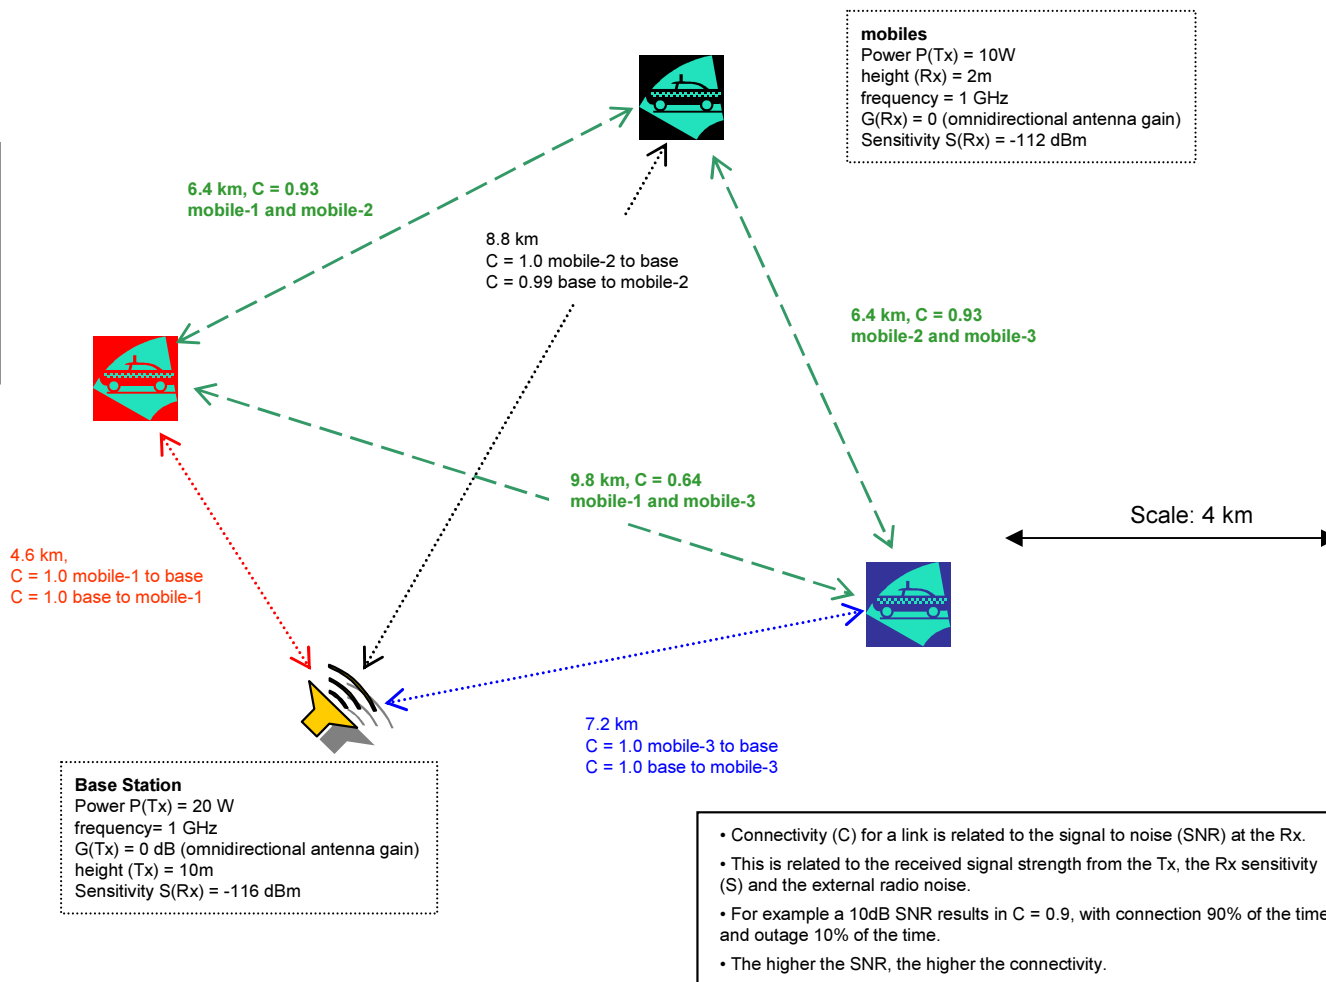 mobiles
Power P(Tx) = 10W
height (Rx) = 2m
frequency = 1 GHz
G(Rx) = 0 (omnidirectional antenna gain)
Sensitivity S(Rx) = -112 dBm
6.4 km, C = 0.93
mobile-1 and mobile-2
8.8 km
C = 1.0 mobile-2 to base
C = 0.99 base to mobile-2
6.4 km, C = 0.93
mobile-2 and mobile-3
9.8 km, C = 0.64
mobile-1 and mobile-3
Scale: 4 km
4.6 km,
C = 1.0 mobile-1 to base
C = 1.0 base to mobile-1
7.2 km
C = 1.0 mobile-3 to base
C = 1.0 base to mobile-3
Base Station
Power P(Tx) = 20 W
frequency= 1 GHz
G(Tx) = 0 dB (omnidirectional antenna gain)
height (Tx) = 10m
Sensitivity S(Rx) = -116 dBm
• Connectivity (C) for a link is related to the signal to noise (SNR) at the Rx.
• This is related to the received signal strength from the Tx, the Rx sensitivity
(S) and the external radio noise.
• For example a 10dB SNR results in C = 0.9, with connection 90% of the time
and outage 10% of the time.
• The higher the SNR, the higher the connectivity.